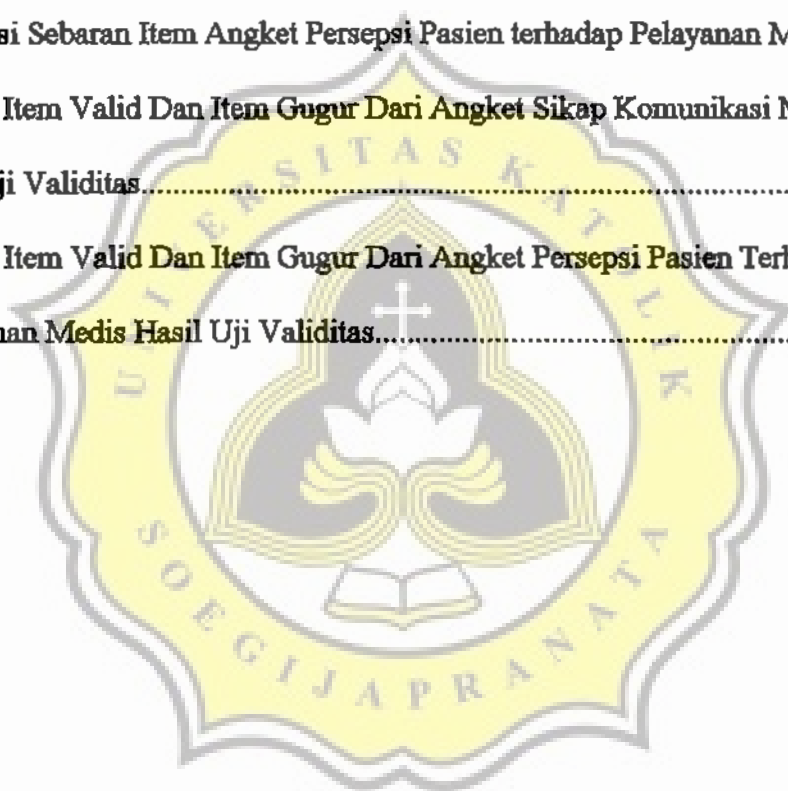 si Sebaran Item Angket Persepsi Pasien terhadap Pelayanan M
Item Valid Dan Item Gugur Dari Angket Sikap Komunikasi
ji Validitas........................................................................
Item Valid Dan Item Gugur Dari Angket Persepsi Pasien Terh
nan Medis Hasil Uji Validitas..............................................
UNIVERSITAS KATOLIK
SOEGIJAPRANATA